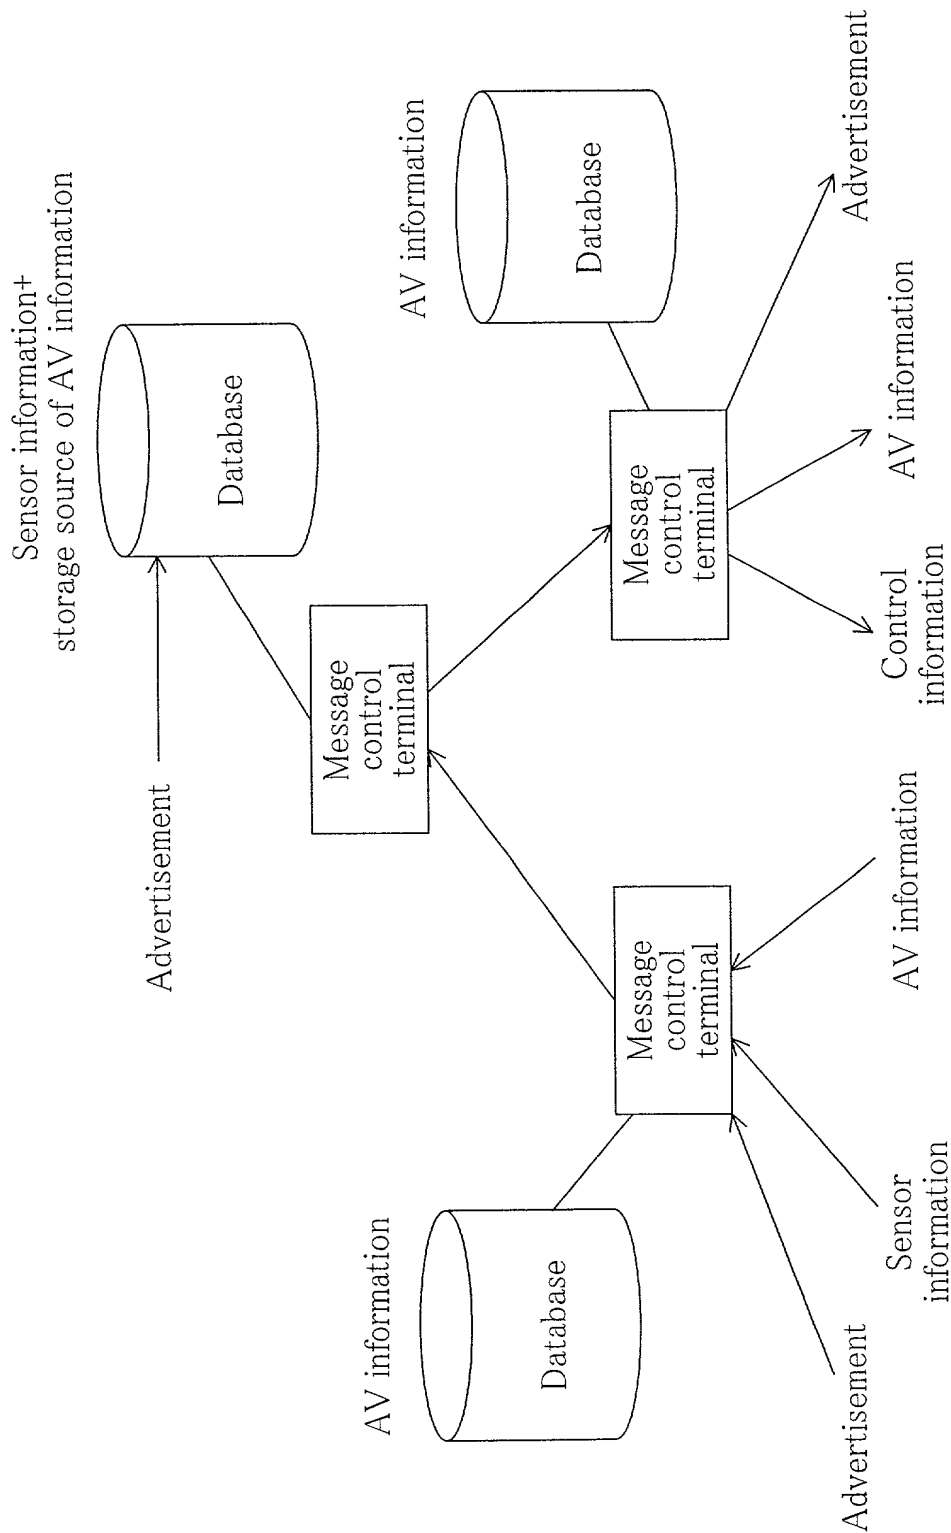 Sensor information+
storage source of AV information
Advertisement
Database
AV information
Database
Message
control
terminal
AV information
Database
Message
control
terminal
Message
control
terminal
Advertisement
Sensor
information
AV information
Control
information
AV information
Advertisement